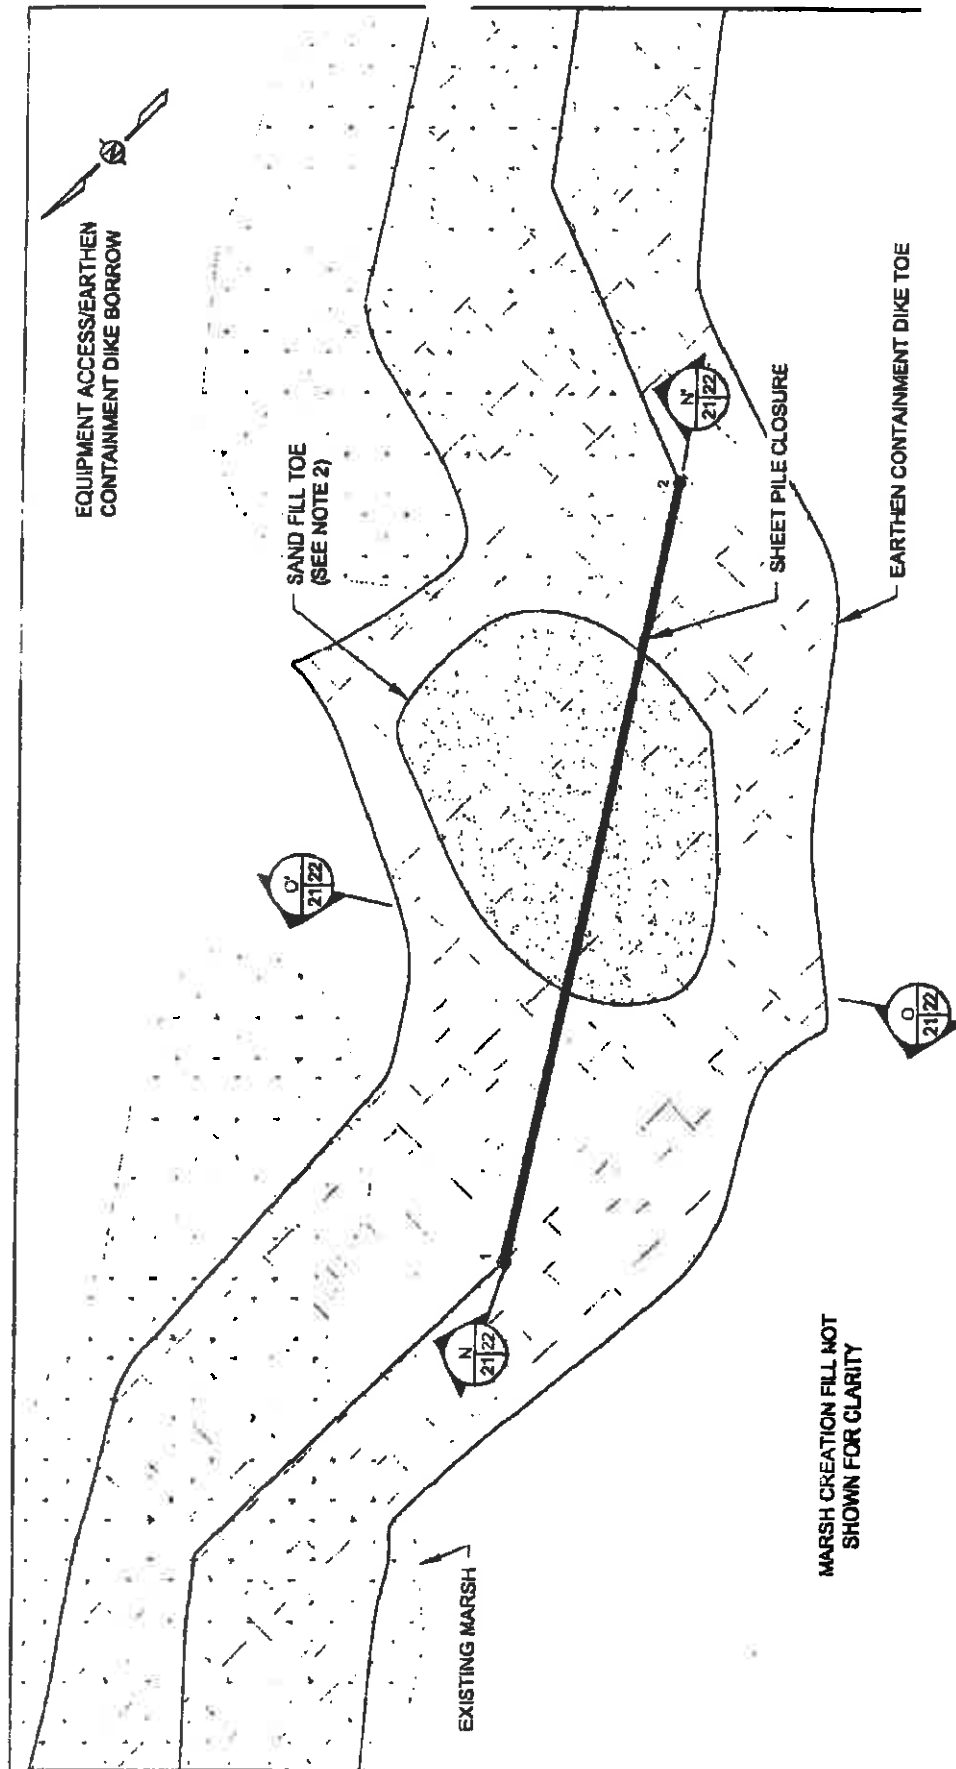 EQUIPMENT ACCESS/EARTHEN
CONTAINMENT DIKE BORROW
N
SAND FILL TOE
(SEE NOTE 2)
O'
21 22
N'
21 22
2
SHEET PILE CLOSURE
EARTHEN CONTAINMENT DIKE TOE
1
N
21 22
O
21 22
EXISTING MARSH
MARSH CREATION FILL NOT
SHOWN FOR CLARITY